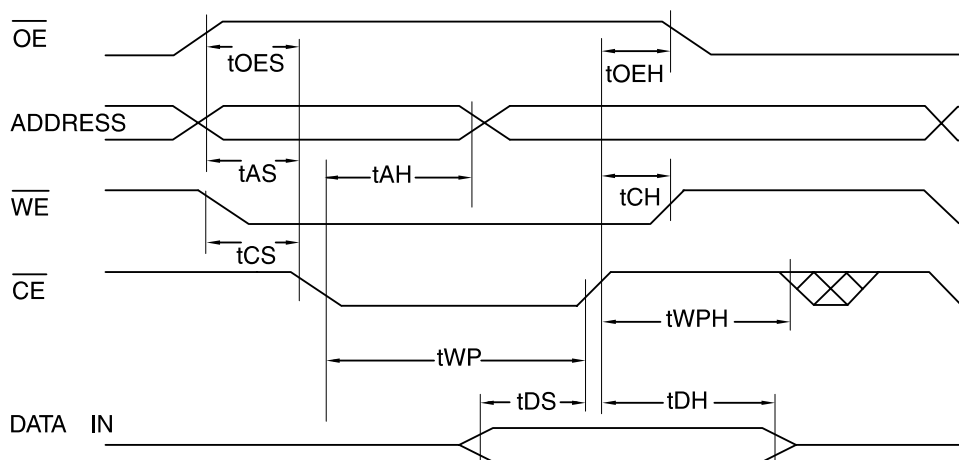 OE
tOES
tOEH
ADDRESS
tAS
tAH
tCH
WE
tCS
CE
tWPH
tWP
tDS
tDH
DATA IN